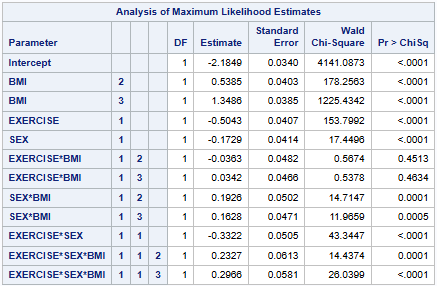 Analysis of Maximum Likelihood Estimates
Parameter DF Estimate Standard Error Wald Chi-Square Pr > ChiSq
Intercept 1 -2.1849 0.0340 4141.0873 <.0001
BMI 2 1 0.5385 0.0403 178.2563 <.0001
BMI 3 1 1.3486 0.0385 1225.4342 <.0001
EXERCISE 1 1 -0.5043 0.0407 153.7992 <.0001
SEX 1 1 -0.1729 0.0414 17.4496 <.0001
EXERCISE*BMI 1 2 1 -0.0363 0.0482 0.5674 0.4513
EXERCISE*BMI 1 3 1 0.0342 0.0466 0.5378 0.4634
SEX*BMI 1 2 1 0.1926 0.0502 14.7147 0.0001
SEX*BMI 1 3 1 0.1628 0.0471 11.9659 0.0005
EXERCISE*SEX 1 1 1 -0.3322 0.0505 43.3447 <.0001
EXERCISE*SEX*BMI 1 1 2 1 0.2327 0.0613 14.4374 0.0001
EXERCISE*SEX*BMI 1 1 3 1 0.2966 0.0581 26.0399 <.0001